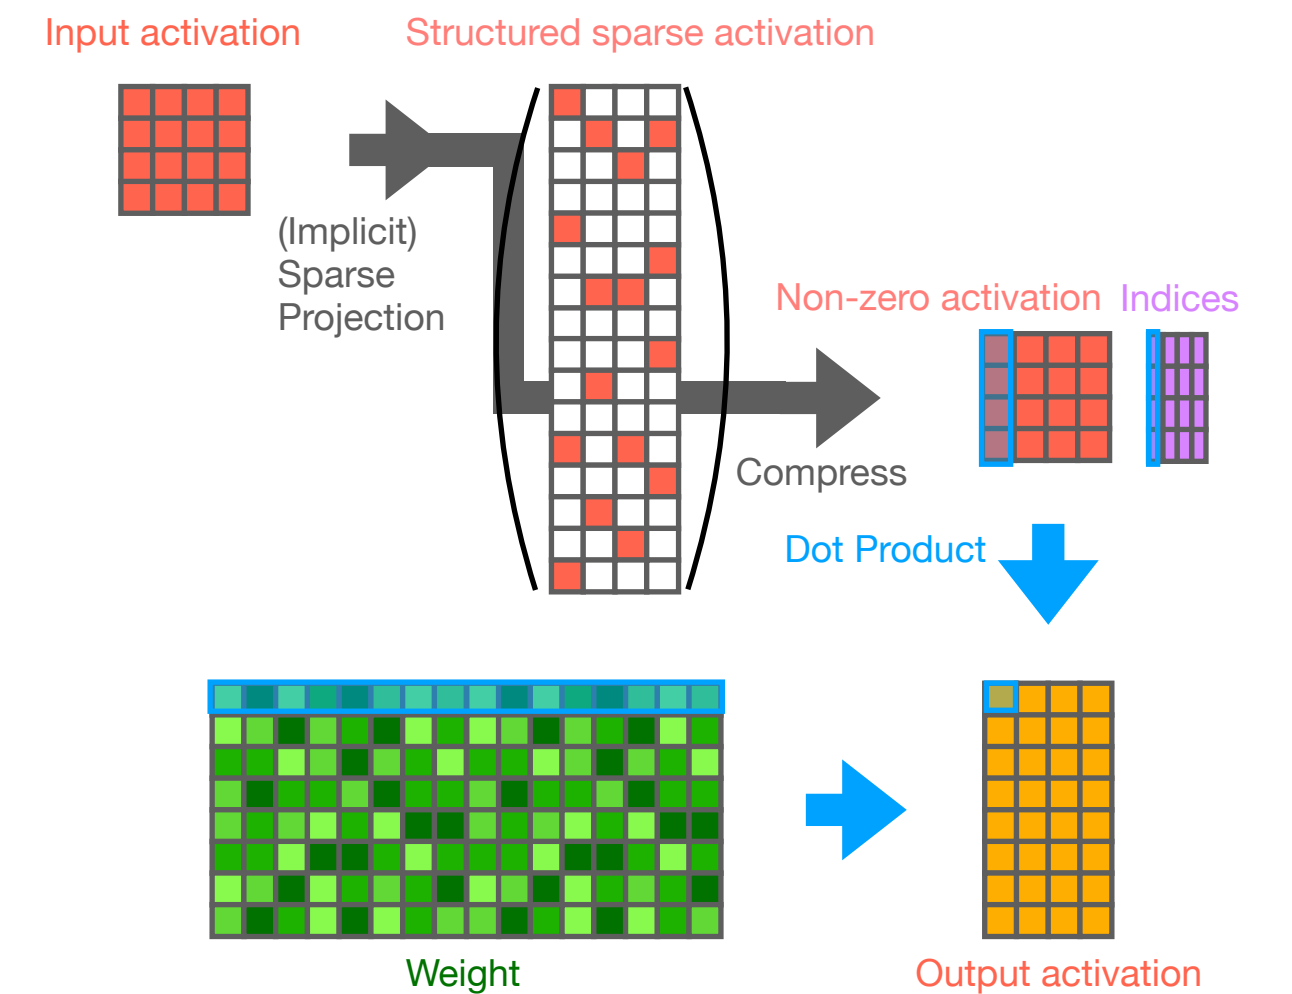 Input activation
Structured sparse activation
(Implicit)
Sparse
Projection
Non-zero activation
Indices
Compress
Dot Product
Weight
Output activation